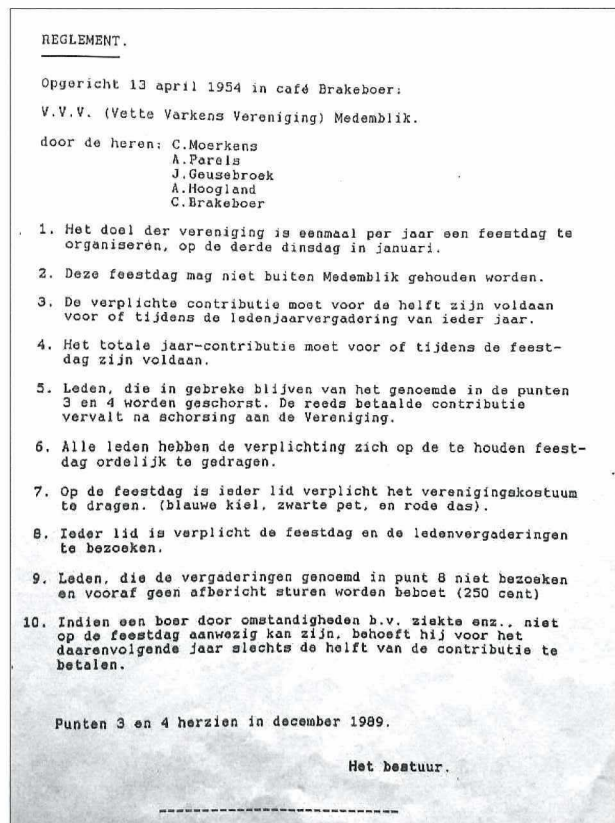 REGLEMENT.
Opgericht 13 april 1954 in café Brakeboer:
V.V.V. (Vette Varkens Vereniging) Medemblik.
door de heren: C.Moerkens
A.Parels
J.Geusebroek
A.Hoogland
C.Brakeboer
1. Het doel der vereniging is eenmaal per jaar een feestdag te
organiseren, op de derde dinsdag in januari.
2. Deze feestdag mag niet buiten Medemblik gehouden worden.
3. De verplichte contributie moet voor de helft zijn voldaan
voor of tijdens de ledenjaarvergadering van ieder jaar.
4. Het totale jaar-contributie moet voor of tijdens de feest-
dag zijn voldaan.
5. Leden, die in gebreke blijven van het genoemde in de punten
3 en 4 worden geschorst. De reeds betaalde contributie
vervalt na schorsing aan de Vereniging.
6. Alle leden hebben de verplichting zich op de te houden feest-
dag ordelijk te gedragen.
7. Op de feestdag is ieder lid verplicht het verenigingskostuum
te dragen. (blauwe kiel, zwarte pet, en rode das).
8. Ieder lid is verplicht de feestdag en de ledenvergaderingen
te bezoeken.
9. Leden, die de vergaderingen genoemd in punt 8 niet bezoeken
en vooraf geen afbericht sturen worden beboet (250 cent)
10. Indien een boer door omstandigheden b.v. ziekte enz., niet
op de feestdag aanwezig kan zijn, behoeft hij voor het
daaropvolgende jaar slechts de helft van de contributie te
betalen.
Punten 3 en 4 herzien in december 1989.
Het bestuur.